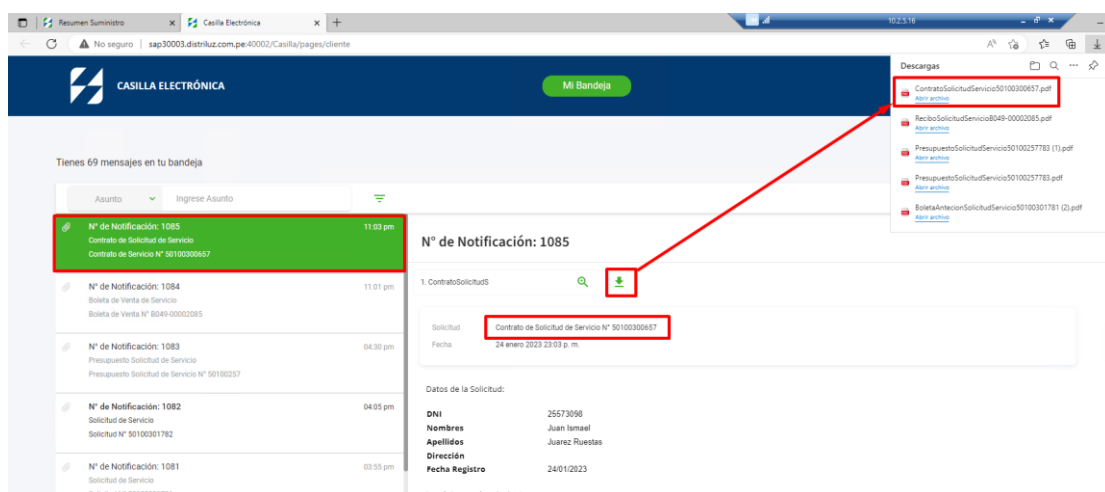 Resumen Suministro
Casilla Electrónica
10.2.5.16
No seguro | sap30003.distriluz.com.pe:40002/Casilla/pages/cliente
CASILLA ELECTRÓNICA
Mi Bandeja
Descargas
ContratoSolicitudServicio50100300657.pdf
Abrir archivo
ReciboSolicitudServicioB049-00002085.pdf
Abrir archivo
PresupuestoSolicitudServicio50100257783 (1).pdf
Abrir archivo
PresupuestoSolicitudServicio50100257783.pdf
Abrir archivo
BoletaAntecionSolicitudServicio50100301781 (2).pdf
Abrir archivo
Tienes 69 mensajes en tu bandeja
Asunto Ingrese Asunto
N° de Notificación: 1085 11:03 pm
Contrato de Solicitud de Servicio
Contrato de Servicio N° 50100300657
N° de Notificación: 1084 11:01 pm
Boleta de Venta de Servicio
Boleta de Venta N° B049-00002085
N° de Notificación: 1083 04:30 pm
Presupuesto Solicitud de Servicio
Presupuesto Solicitud de Servicio N° 50100257
N° de Notificación: 1082 04:05 pm
Solicitud de Servicio
Solicitud N° 50100301782
N° de Notificación: 1081 03:55 pm
Solicitud de Servicio
N° de Notificación: 1085
1. ContratoSolicitudS
Solicitud Contrato de Solicitud de Servicio N° 50100300657
Fecha 24 enero 2023 23:03 p. m.
Datos de la Solicitud:
DNI 25573098
Nombres Juan Ismael
Apellidos Juarez Ruestas
Dirección
Fecha Registro 24/01/2023